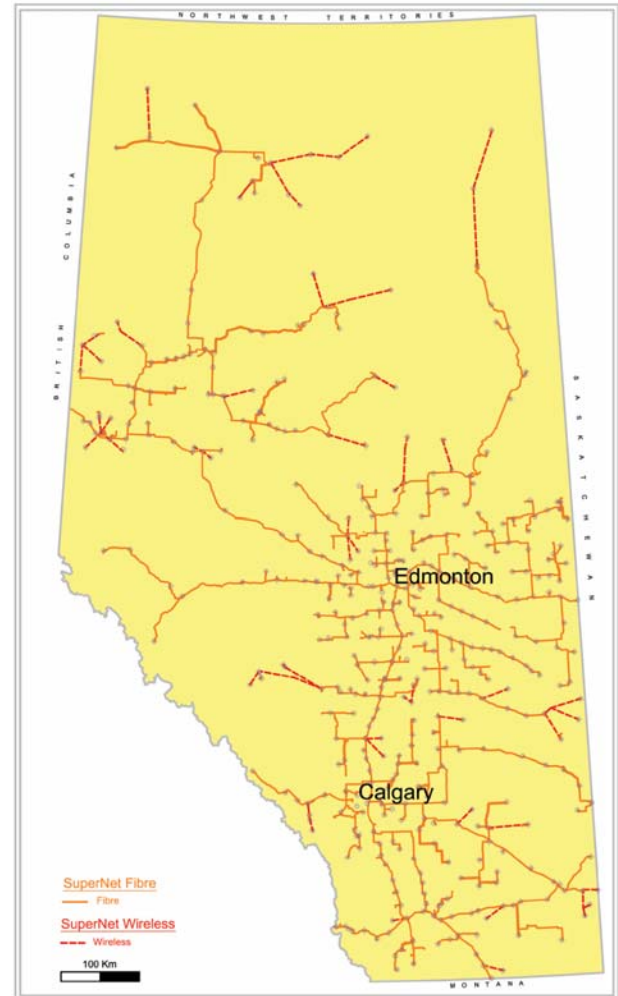 NORTHWEST TERRITORIES
BRITISH COLUMBIA
SASKATCHEWAN
Edmonton
Calgary
SuperNet Fibre
Fibre
SuperNet Wireless
Wireless
100 Km
MONTANA